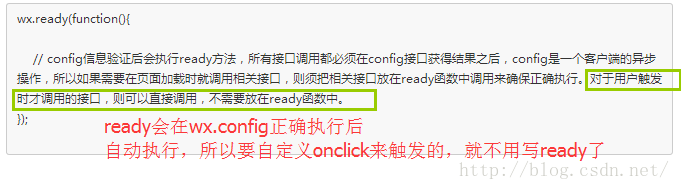 wx.ready(function(){
// config信息验证后会执行ready方法，所有接口调用都必须在config接口获得结果之后，config是一个客户端的异步
操作，所以如果需要在页面加载时就调用相关接口，则须把相关接口放在ready函数中调用来确保正确执行。对于用户触发
时才调用的接口，则可以直接调用，不需要放在ready函数中。
});
ready会在wx.config正确执行后
自动执行，所以要自定义onclick来触发的，就不用写ready了
http://blog.csdn.net/